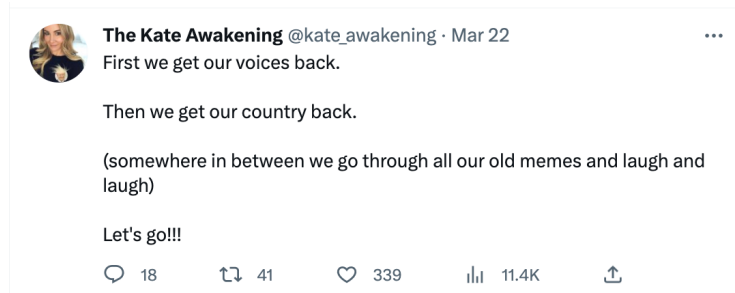 The Kate Awakening @kate_awakening · Mar 22
First we get our voices back.
Then we get our country back.
(somewhere in between we go through all our old memes and laugh and
laugh)
Let's go!!!
18 41 339 11.4K